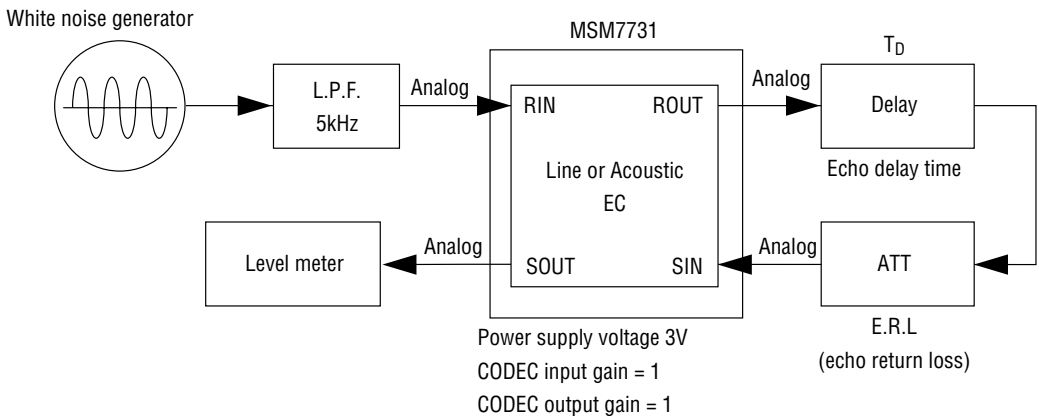 White noise generator
MSM7731
T_D
L.P.F.
5kHz
Analog
RIN
ROUT
Analog
Delay
Line or Acoustic
EC
Echo delay time
Level meter
Analog
SOUT
SIN
Analog
ATT
Power supply voltage 3V
CODEC input gain = 1
CODEC output gain = 1
E.R.L
(echo return loss)